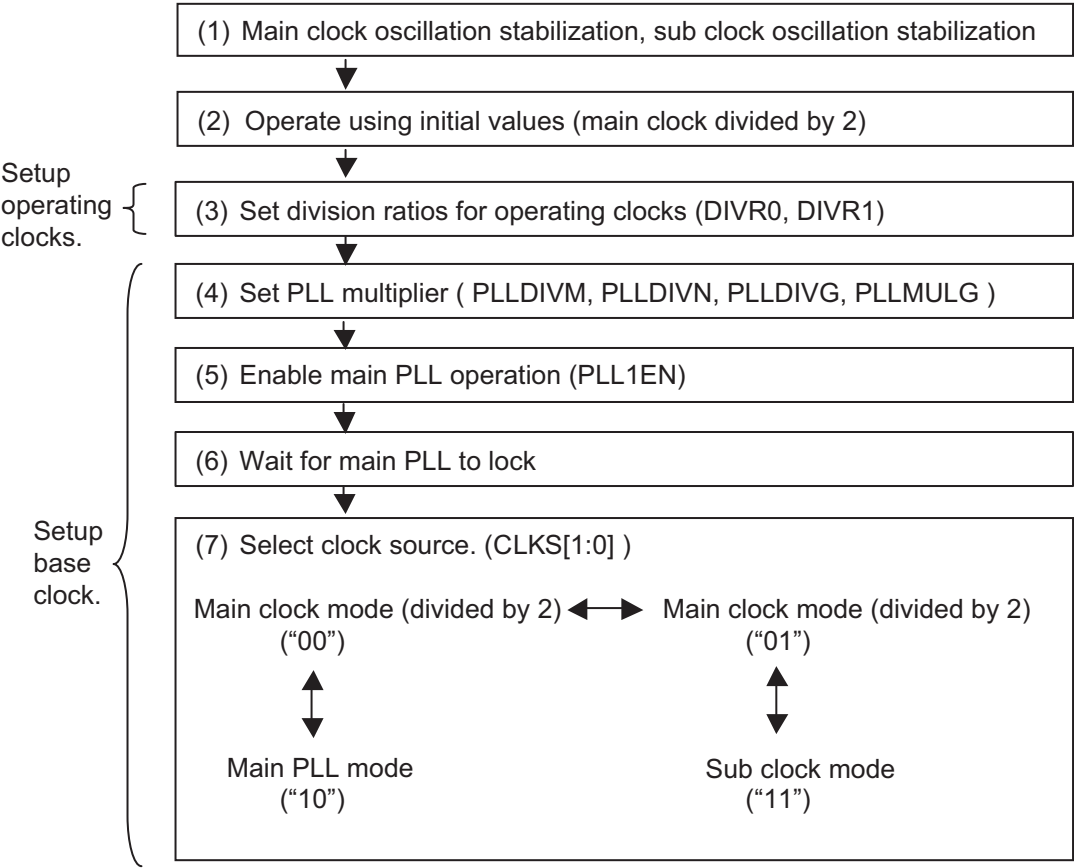 (1) Main clock oscillation stabilization, sub clock oscillation stabilization
(2) Operate using initial values (main clock divided by 2)
Setup
operating
clocks.
(3) Set division ratios for operating clocks (DIVR0, DIVR1)
(4) Set PLL multiplier ( PLLDIVM, PLLDIVN, PLLDIVG, PLLMULG )
(5) Enable main PLL operation (PLL1EN)
(6) Wait for main PLL to lock
Setup
base
clock.
(7) Select clock source. (CLKS[1:0] )
Main clock mode (divided by 2) Main clock mode (divided by 2)
(“00”) (“01”)
Main PLL mode Sub clock mode
(“10”) (“11”)